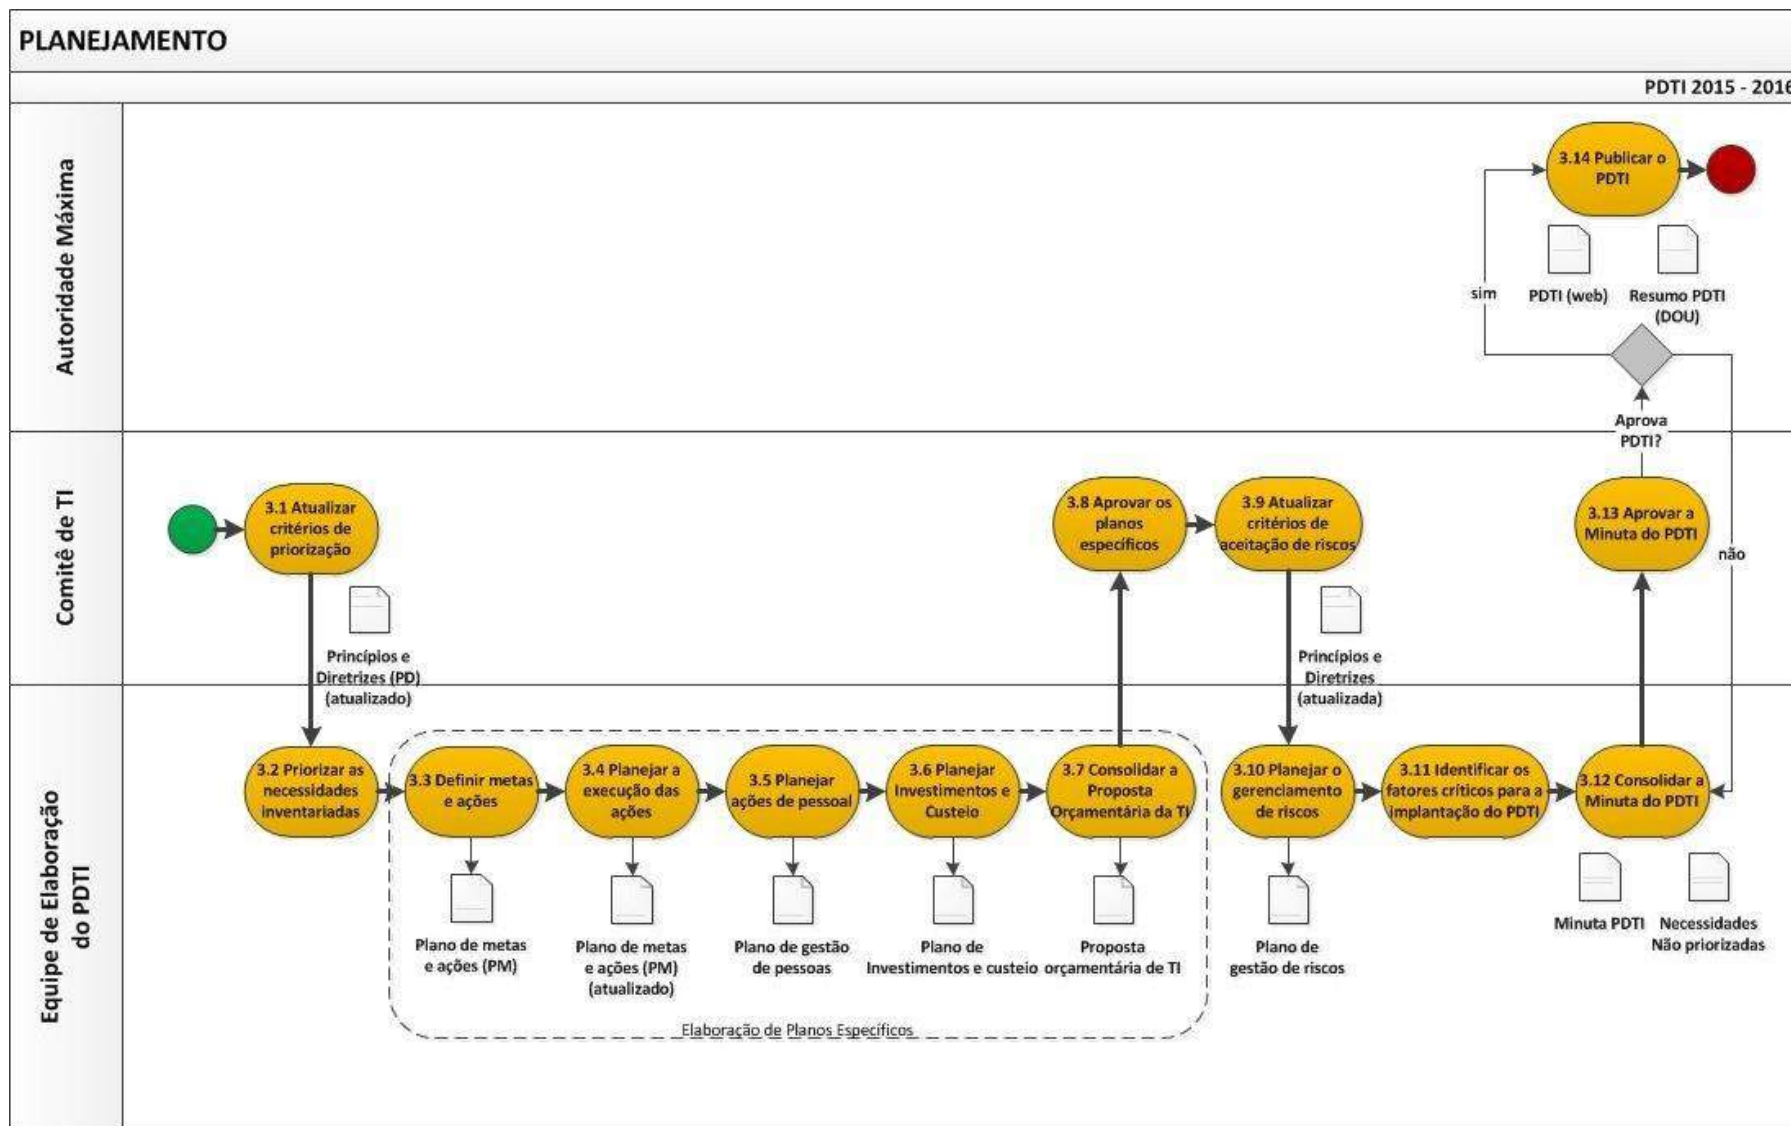 PLANEJAMENTO
PDTI 2015 - 2016
Autoridade Máxima
3.14 Publicar o
PDTI
PDTI (web)
Resumo PDTI
(DOU)
sim
Aprova
PDTI?
não
Comitê de TI
3.1 Atualizar
critérios de
priorização
Princípios e
Diretrizes (PD)
(atualizado)
3.8 Aprovar os
planos
específicos
3.9 Atualizar
critérios de
aceitação de riscos
Princípios e
Diretrizes
(atualizada)
3.13 Aprovar a
Minuta do PDTI
Equipe de Elaboração
do PDTI
3.2 Priorizar as
necessidades
inventariadas
3.3 Definir metas
e ações
3.4 Planejar a
execução das
ações
3.5 Planejar
ações de pessoal
3.6 Planejar
Investimentos e
Custeio
3.7 Consolidar a
Proposta
Orçamentária da TI
3.10 Planejar o
gerenciamento
de riscos
3.11 Identificar os
fatores críticos para a
implantação do PDTI
3.12 Consolidar a
Minuta do PDTI
Plano de metas
e ações (PM)
Plano de metas
e ações (PM)
(atualizado)
Plano de gestão
de pessoas
Plano de
Investimentos e custeio
Proposta
orçamentária de TI
Plano de
gestão de riscos
Minuta PDTI
Necessidades
Não priorizadas
Elaboração de Planos Específicos